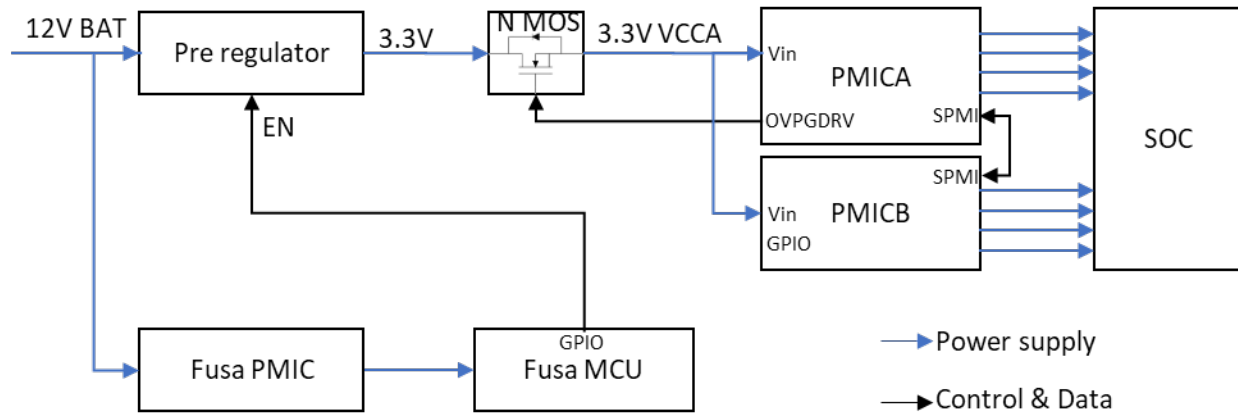 12V BAT
Pre regulator
3.3V
N MOS
3.3V VCCA
Vin
PMICA
OVPGDRV
SPMI
SOC
EN
SPMI
PMICB
Vin
GPIO
Fusa PMIC
GPIO
Fusa MCU
Power supply
Control & Data